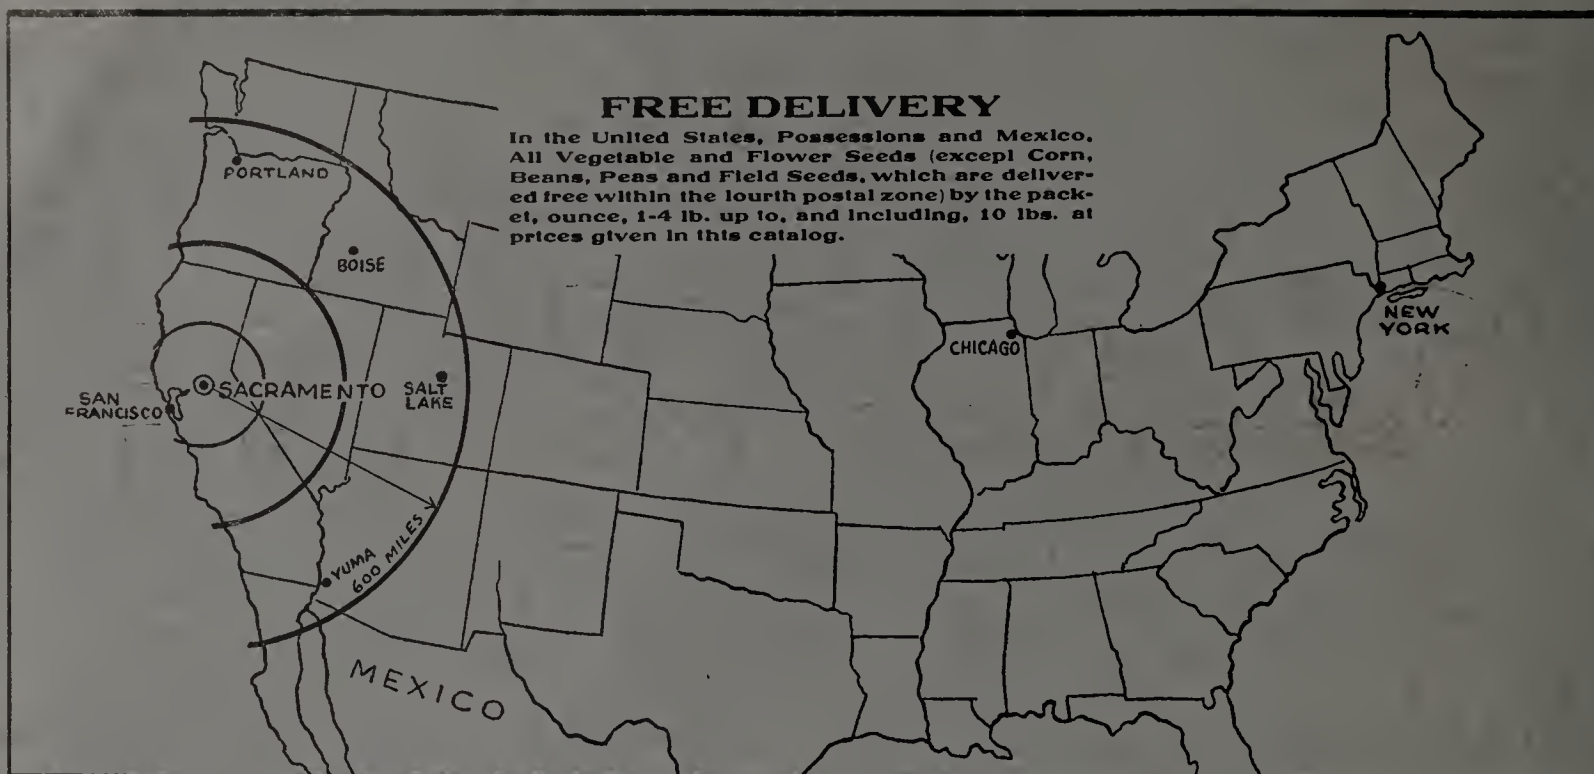 FREE DELIVERY
In the United States, Possessions and Mexico.
All Vegetable and Flower Seeds (except Corn,
Beans, Peas and Field Seeds, which are deliver-
ed free within the fourth postal zone) by the pack-
et, ounce, 1-4 lb. up to, and including, 10 lbs. at
prices given in this catalog.
PORTLAND
BOISE
SACRAMENTO
SALT
LAKE
SAN
FRANCISCO
CHICAGO
NEW
YORK
YUMA
600 MILES
MEXICO